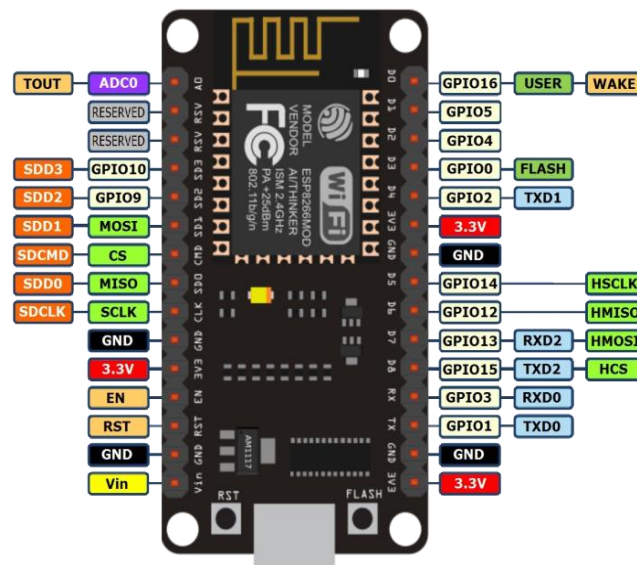 TOUT ADC0 A0 D0 GPIO16 USER WAKE
RESERVED RSV D1 GPIO5
RESERVED RSV D2 GPIO4
SDD3 GPIO10 SD3 D3 GPIO0 FLASH
SDD2 GPIO9 SD2 D4 GPIO2 TXD1
SDD1 MOSI SD1 3V3 3.3V
SDCMD CS CMD GND GND
SDD0 MISO SDO D5 GPIO14 HSCLK
SDCLK SCLK CLK D6 GPIO12 HMISO
GND GND D7 GPIO13 RXD2 HMOSI
3.3V 3V3 D8 GPIO15 TXD2 HCS
EN EN RX GPIO3 RXD0
RST RST TX GPIO1 TXD0
GND GND GND GND
Vin Vin 3V3 3.3V
MODEL ESP8266MOD
VENDOR AI/THINKER
ISM 2.4GHz
PA +25dBm
802.11b/g/n
FC
Wi Fi
AM1117
RST FLASH